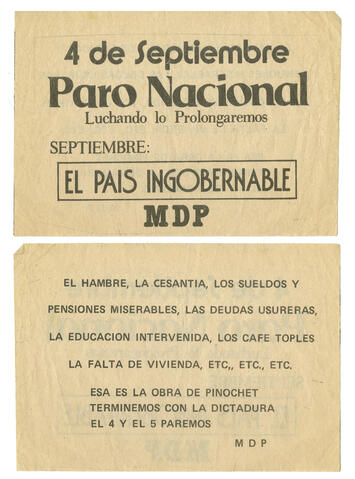 4 de Septiembre
Paro Nacional
Luchando lo Prolongaremos
SEPTIEMBRE:
EL PAIS INGOBERNABLE
MDP
EL HAMBRE, LA CESANTIA, LOS SUELDOS Y
PENSIONES MISERABLES, LAS DEUDAS USURERAS,
LA EDUCACION INTERVENIDA, LOS CAFE TOPLES
LA FALTA DE VIVIENDA, ETC,, ETC., ETC.
ESA ES LA OBRA DE PINOCHET
TERMINEMOS CON LA DICTADURA
EL 4 Y EL 5 PAREMOS
MDP